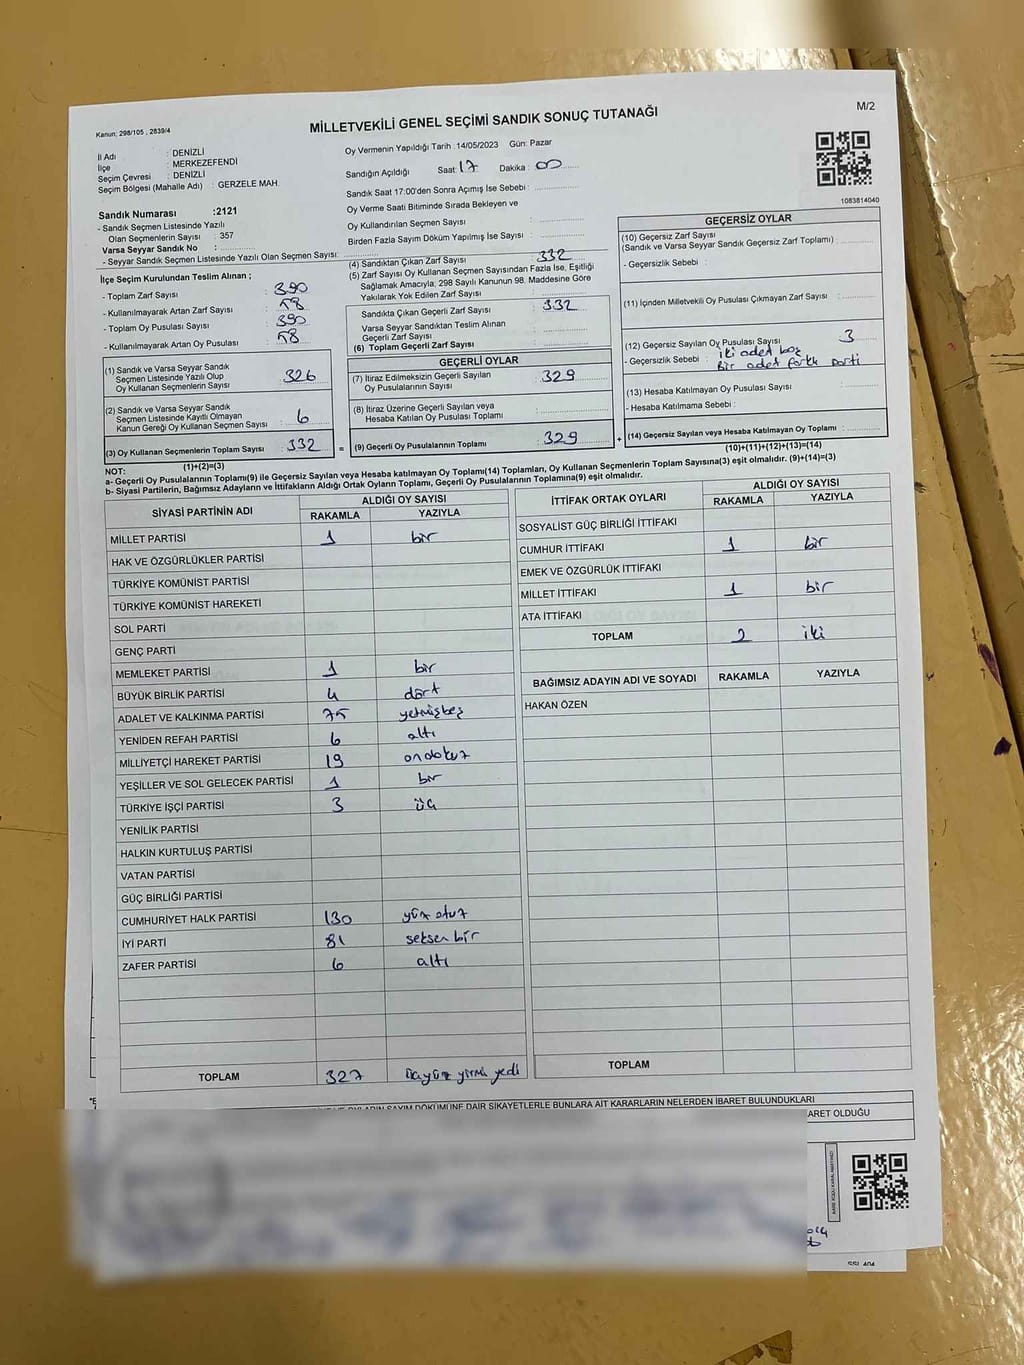 Kanun; 298/105 , 2839/4
MİLLETVEKİLİ GENEL SEÇİMİ SANDIK SONUÇ TUTANAĞI
M/2
İl Adı : DENİZLİ
İlçe : MERKEZEFENDİ
Seçim Çevresi : DENİZLİ
Seçim Bölgesi (Mahalle Adı) : GERZELE MAH.
Sandık Numarası :2121
- Sandık Seçmen Listesinde Yazılı
Olan Seçmenlerin Sayısı : 357
Varsa Seyyar Sandık No :
- Seyyar Sandık Seçmen Listesinde Yazılı Olan Seçmen Sayısı:
Oy Vermenin Yapıldığı Tarih :14/05/2023 Gün: Pazar
Sandığın Açıldığı Saat: 17 Dakika : 00
Sandık Saat 17:00'den Sonra Açımış İse Sebebi :
Oy Verme Saati Bitiminde Sırada Bekleyen ve
Oy Kullandırılan Seçmen Sayısı :
Birden Fazla Sayım Döküm Yapılmış İse Sayısı :
1083814040
İlçe Seçim Kurulundan Teslim Alınan ;
- Toplam Zarf Sayısı : 390
- Kullanılmayarak Artan Zarf Sayısı : 58
- Toplam Oy Pusulası Sayısı : 390
- Kullanılmayarak Artan Oy Pusulası : 58
(1) Sandık ve Varsa Seyyar Sandık
Seçmen Listesinde Yazılı Olup
Oy Kullanan Seçmenlerin Sayısı : 326
(2) Sandık ve Varsa Seyyar Sandık
Seçmen Listesinde Kayıtlı Olmayan
Kanun Gereği Oy Kullanan Seçmen Sayısı : 6
(3) Oy Kullanan Seçmenlerin Toplam Sayısı : 332
(1)+(2)=(3)
(4) Sandıktan Çıkan Zarf Sayısı : 332
(5) Zarf Sayısı Oy Kullanan Seçmen Sayısından Fazla İse, Eşitliği
Sağlamak Amacıyla; 298 Sayılı Kanunun 98. Maddesine Göre
Yakılarak Yok Edilen Zarf Sayısı :
Sandıkta Çıkan Geçerli Zarf Sayısı : 332
Varsa Seyyar Sandıktan Teslim Alınan
Geçerli Zarf Sayısı :
(6) Toplam Geçerli Zarf Sayısı :
GEÇERLİ OYLAR
(7) İtiraz Edilmeksizin Geçerli Sayılan
Oy Pusulalarının Sayısı : 329
(8) İtiraz Üzerine Geçerli Sayılan veya
Hesaba Katılan Oy Pusulası Toplamı :
= (9) Geçerli Oy Pusulalarının Toplamı : 329
GEÇERSİZ OYLAR
(10) Geçersiz Zarf Sayısı
(Sandık ve Varsa Seyyar Sandık Geçersiz Zarf Toplamı) :
- Geçersizlik Sebebi :
(11) İçinden Milletvekili Oy Pusulası Çıkmayan Zarf Sayısı :
(12) Geçersiz Sayılan Oy Pusulası Sayısı : 3
- Geçersizlik Sebebi : iki adet boş
Bir adet farklı parti
(13) Hesaba Katılmayan Oy Pusulası Sayısı :
- Hesaba Katılmama Sebebi :
+ (14) Geçersiz Sayılan veya Hesaba Katılmayan Oy Toplamı :
(10)+(11)+(12)+(13)=(14)
NOT:
a- Geçerli Oy Pusulalarının Toplamı(9) ile Geçersiz Sayılan veya Hesaba katılmayan Oy Toplamı(14) Toplamları, Oy Kullanan Seçmenlerin Toplam Sayısına(3) eşit olmalıdır. (9)+(14)=(3)
b- Siyasi Partilerin, Bağımsız Adayların ve İttifakların Aldığı Ortak Oyların Toplamı, Geçerli Oy Pusulalarının Toplamına(9) eşit olmalıdır.
SİYASİ PARTİNİN ADI
ALDIĞI OY SAYISI
RAKAMLA YAZIYLA
MİLLET PARTİSİ 1 bir
HAK VE ÖZGÜRLÜKLER PARTİSİ
TÜRKİYE KOMÜNİST PARTİSİ
TÜRKİYE KOMÜNİST HAREKETİ
SOL PARTİ
GENÇ PARTİ
MEMLEKET PARTİSİ 1 bir
BÜYÜK BİRLİK PARTİSİ 4 dört
ADALET VE KALKINMA PARTİSİ 75 yetmişbeş
YENİDEN REFAH PARTİSİ 6 altı
MİLLİYETÇİ HAREKET PARTİSİ 19 ondokuz
YEŞİLLER VE SOL GELECEK PARTİSİ 1 bir
TÜRKİYE İŞÇİ PARTİSİ 3 üç
YENİLİK PARTİSİ
HALKIN KURTULUŞ PARTİSİ
VATAN PARTİSİ
GÜÇ BİRLİĞİ PARTİSİ
CUMHURİYET HALK PARTİSİ 130 yüz otuz
İYİ PARTİ 81 seksen bir
ZAFER PARTİSİ 6 altı
TOPLAM 327 üçyüz yirmi yedi
İTTİFAK ORTAK OYLARI
ALDIĞI OY SAYISI
RAKAMLA YAZIYLA
SOSYALİST GÜÇ BİRLİĞİ İTTİFAKI
CUMHUR İTTİFAKI 1 bir
EMEK VE ÖZGÜRLÜK İTTİFAKI
MİLLET İTTİFAKI 1 bir
ATA İTTİFAKI
TOPLAM 2 iki
BAĞIMSIZ ADAYIN ADI VE SOYADI RAKAMLA YAZIYLA
HAKAN ÖZEN
TOPLAM
SAYIM DÖKÜMÜNE DAİR ŞİKAYETLERLE BUNLARA AİT KARARLARIN NELERDEN İBARET BULUNDUKLARI
ARET OLDUĞU